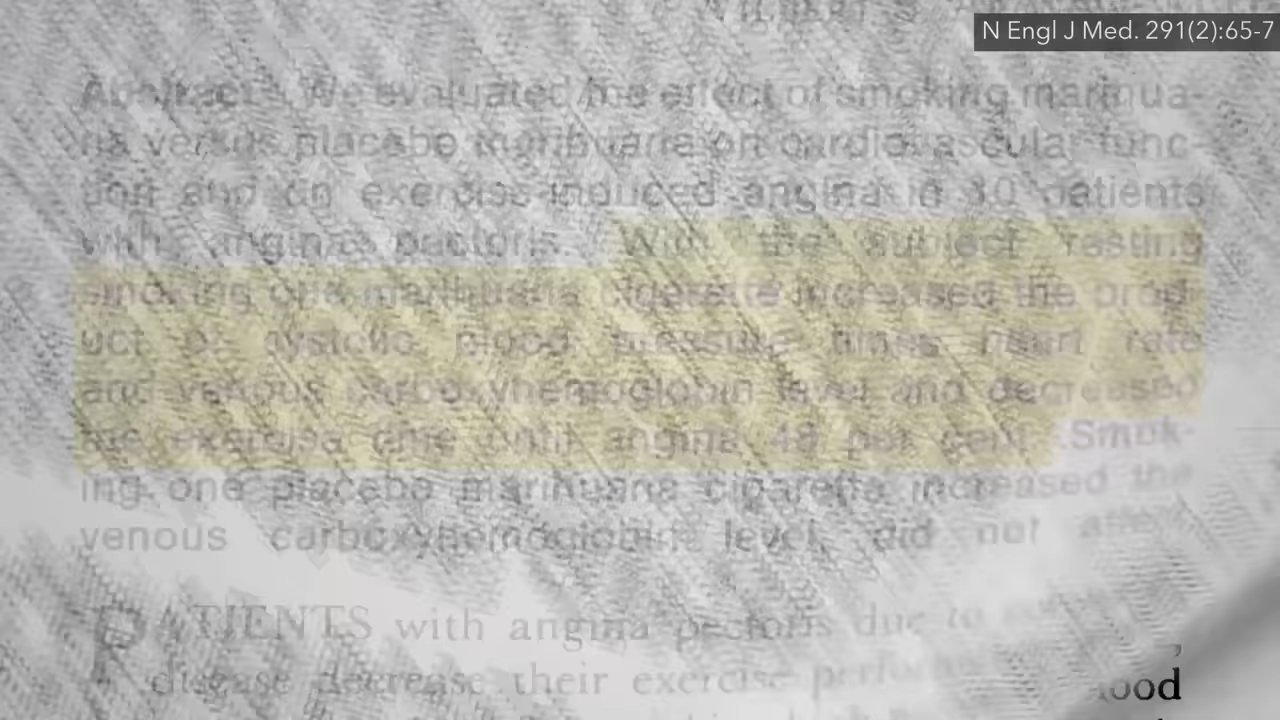 N Engl J Med. 291(2):65-7
Abstract We evaluated the effect of smoking marihua-
na versus placebo marihuana on cardiovascular func-
tion and on exercise-induced angina in 10 patients
with angina pectoris. With the subject resting
smoking one marihuana cigarette increased the prod-
uct of systolic blood pressure times heart rate
and venous carboxyhemoglobin level and decreased
the exercise time until angina 48 per cent. Smok-
ing one placebo marihuana cigarette increased the
venous carboxyhemoglobin level, did not affect
PATIENTS with angina pectoris due to
disease decrease their exercise